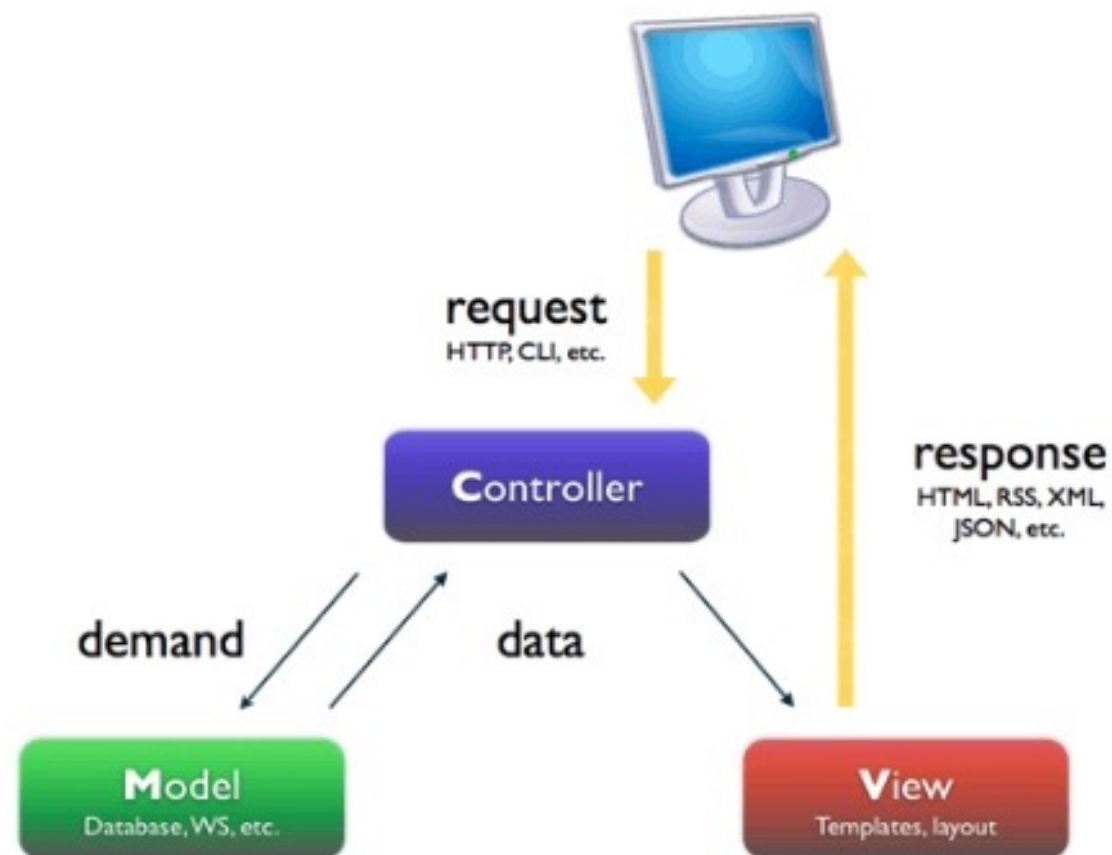 request
HTTP, CLI, etc.
Controller
response
HTML, RSS, XML,
JSON, etc.
demand
data
Model
Database, WS, etc.
View
Templates, layout